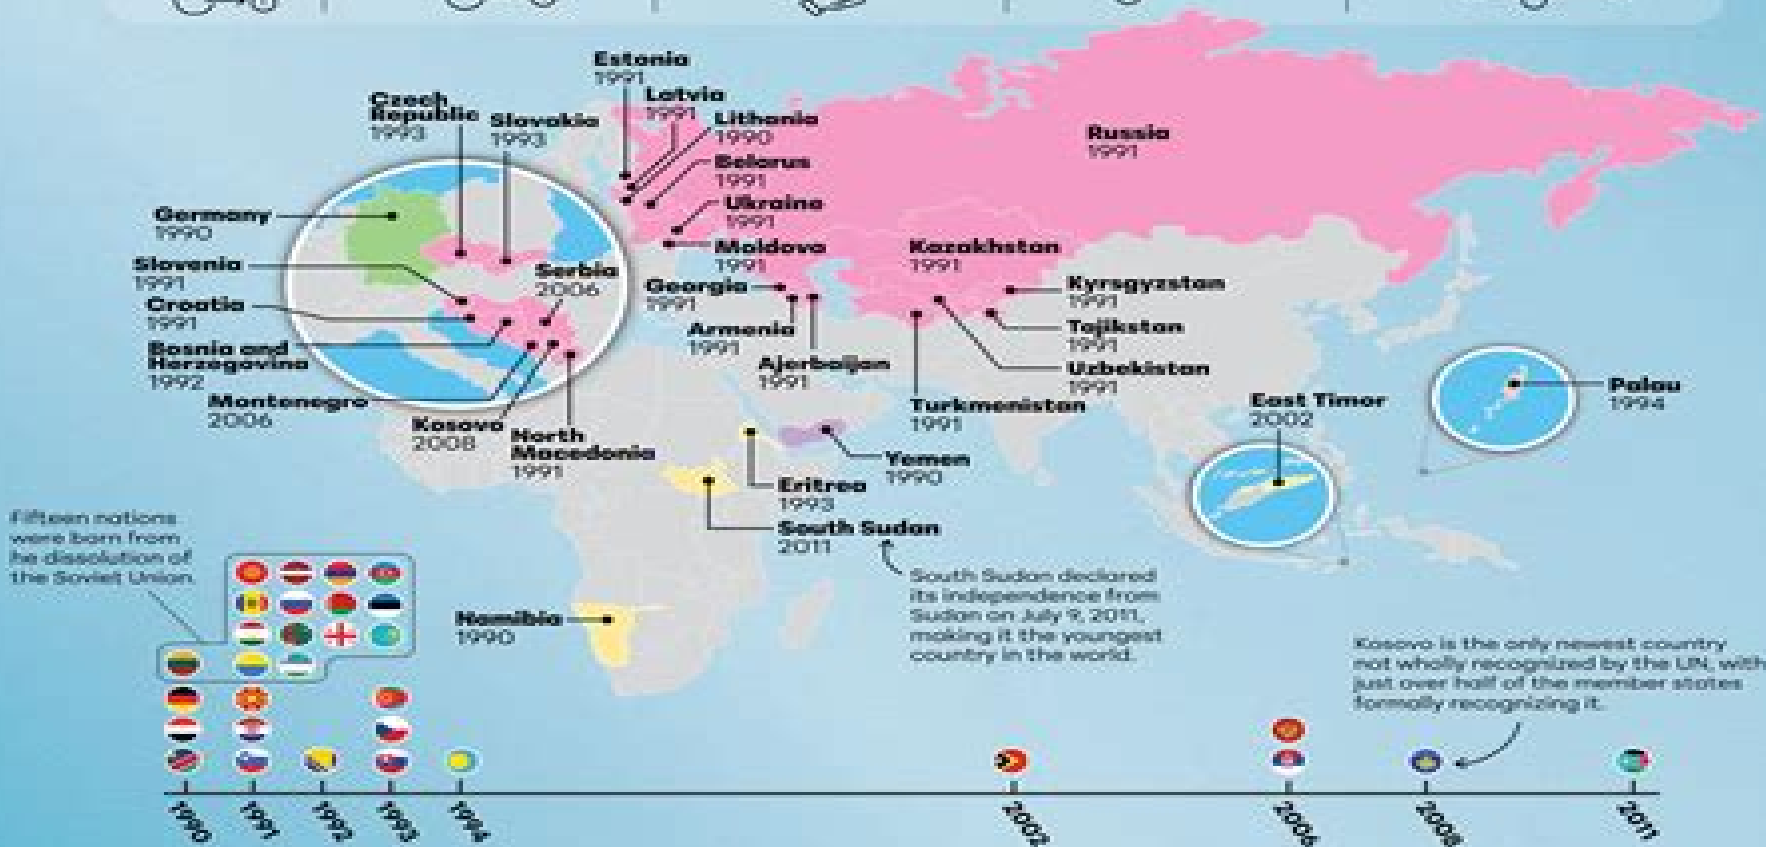 Estonia
1991
Latvia
1991
Lithania
1990
Czech
Republic
1993
Slovakia
1993
Belarus
1991
Russia
1991
Ukraine
1991
Germany
1990
Moldova
1991
Kazakhstan
1991
Slovenia
1991
Serbia
2006
Georgia
1991
Kyrsgyzstan
1991
Croatia
1991
Armenia
1991
Tajikstan
1991
Bosnia and
Herzegovina
1992
Ajerbaijan
1991
Uzbekistan
1991
Montenegro
2006
Turkmenistan
1991
East Timor
2002
Palau
1994
Kosovo
2008
North
Macedonia
1991
Yemen
1990
Eritrea
1993
South Sudan
2011
Fifteen nations
were born from
he dissolution of
the Soviet Union.
South Sudan declared
its independence from
Sudan on July 9, 2011,
making it the youngest
country in the world.
Namibia
1990
Kosovo is the only newest country
not wholly recognized by the UN, with
just over half of the member states
formally recognizing it.
1990
1991
1992
1993
1994
2002
2006
2008
2011